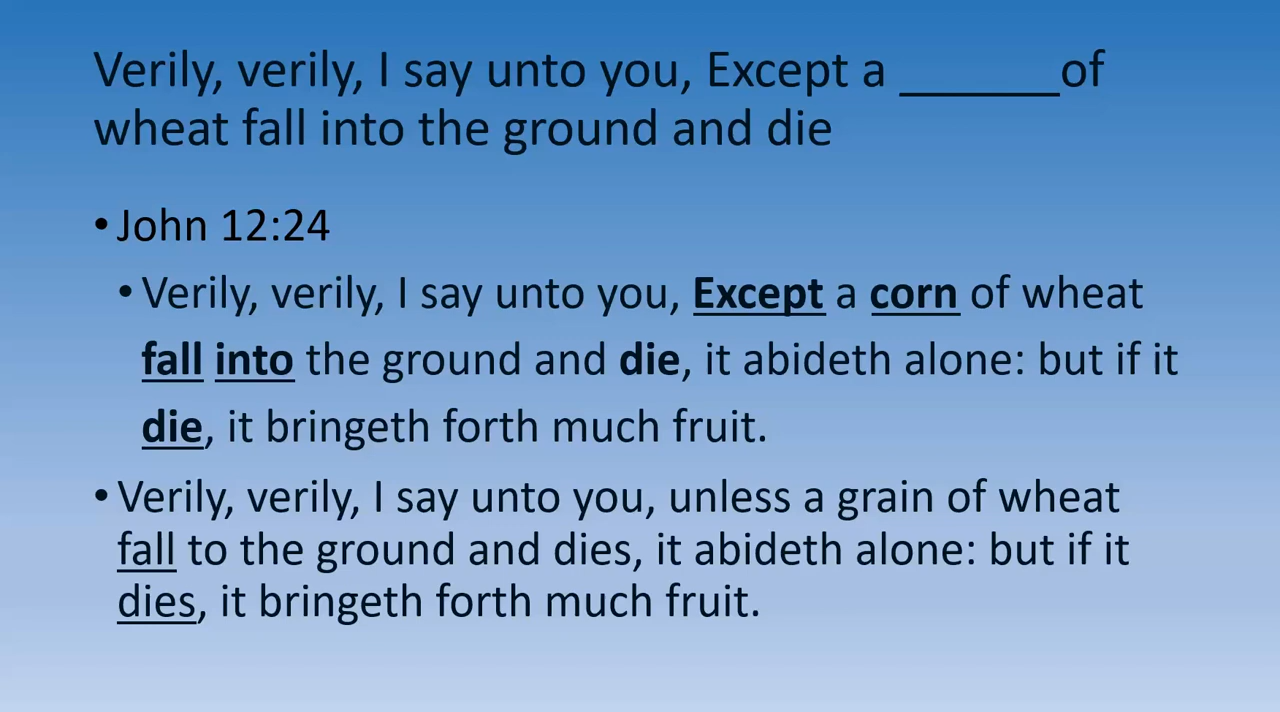 Verily, verily, I say unto you, Except a ______of
wheat fall into the ground and die
• John 12:24
• Verily, verily, I say unto you, Except a corn of wheat
fall into the ground and die, it abideth alone: but if it
die, it bringeth forth much fruit.
• Verily, verily, I say unto you, unless a grain of wheat
fall to the ground and dies, it abideth alone: but if it
dies, it bringeth forth much fruit.